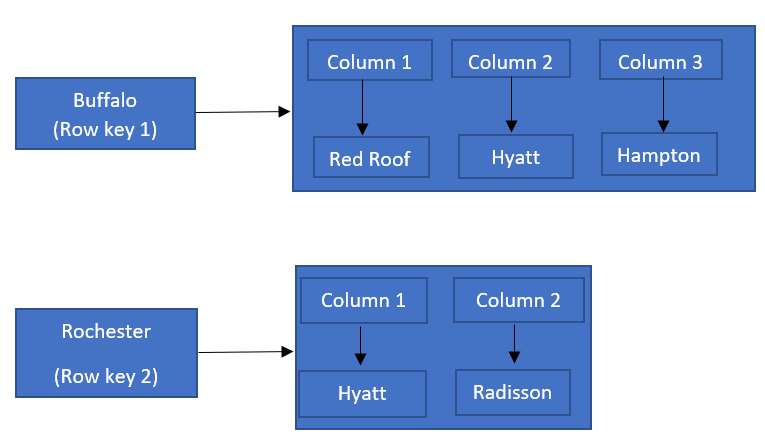 Buffalo
(Row key 1)
Column 1
Column 2
Column 3
Red Roof
Hyatt
Hampton
Rochester
(Row key 2)
Column 1
Column 2
Hyatt
Radisson